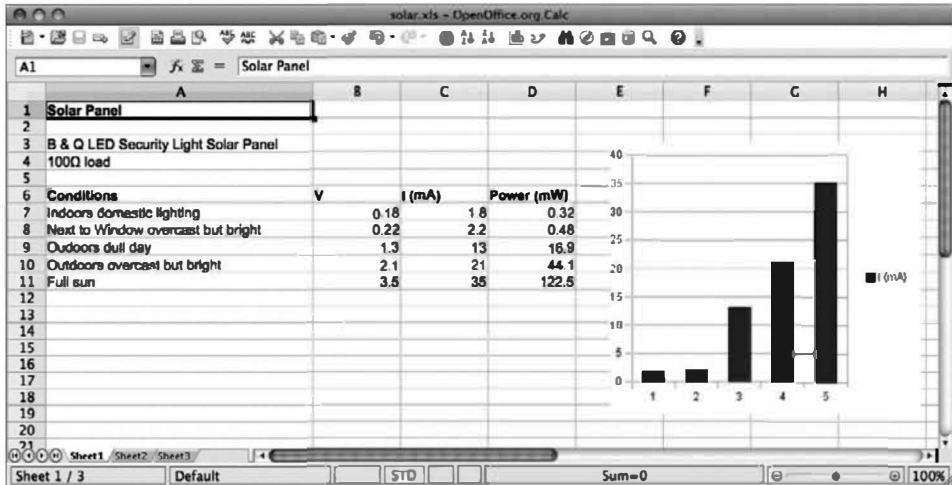 solar.xls - OpenOffice.org Calc
A1 Solar Panel
A B C D E F G H
1 Solar Panel
2
3 B & Q LED Security Light Solar Panel
4 100Ω load
5
6 Conditions V I (mA) Power (mW)
7 Indoors domestic lighting 0.18 1.8 0.32
8 Next to Window overcast but bright 0.22 2.2 0.48
9 Oudoors dull day 1.3 13 16.9
10 Outdoors overcast but bright 2.1 21 44.1
11 Full sun 3.5 35 122.5
12
13
14
15
16
17
18
19
20
21
40
35
30
25
20
15
10
5
0
1 2 3 4 5
I (mA)
Sheet1 Sheet2 Sheet3
Sheet 1 / 3 Default STD Sum=0 100%